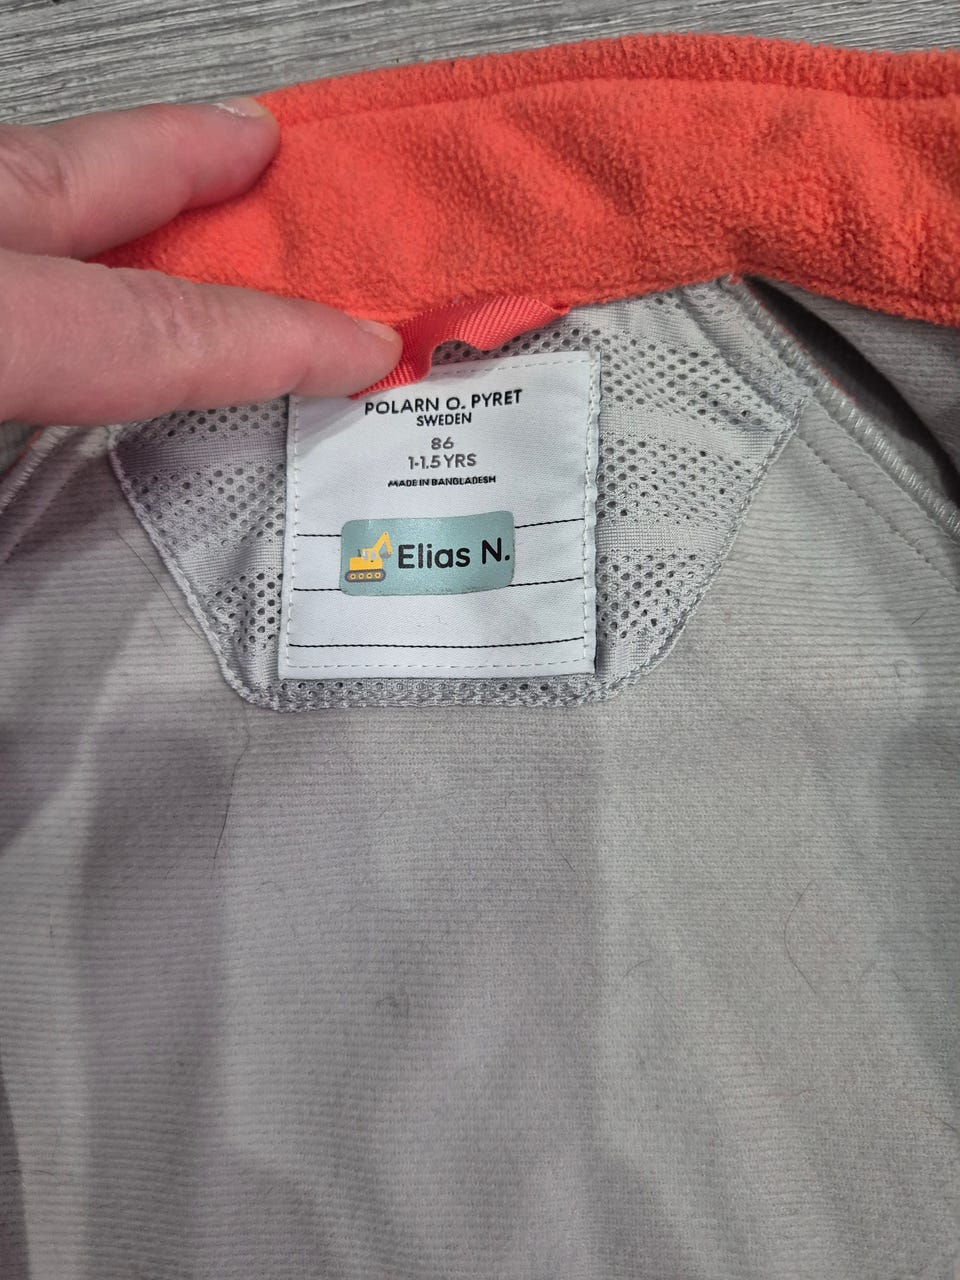 POLARN O. PYRET
SWEDEN
86
1-1.5 YRS
MADE IN BANGLADESH
Elias N.